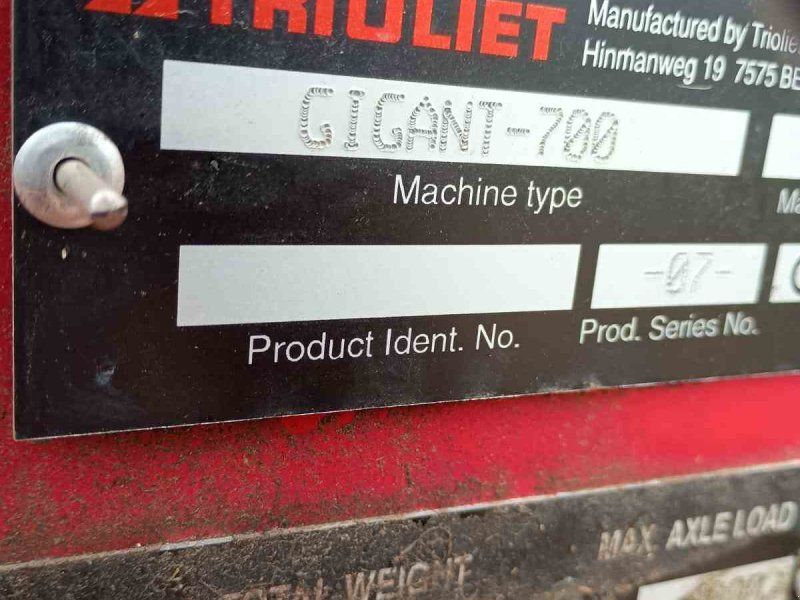 TRIOLIET
Manufactured by Triolie
Hinmanweg 19 7575 BE
GIGANT-700
Machine type
Ma
-07-
Product Ident. No.
Prod. Series No.
MAX. AXLE LOAD
TOTAL WEIGHT